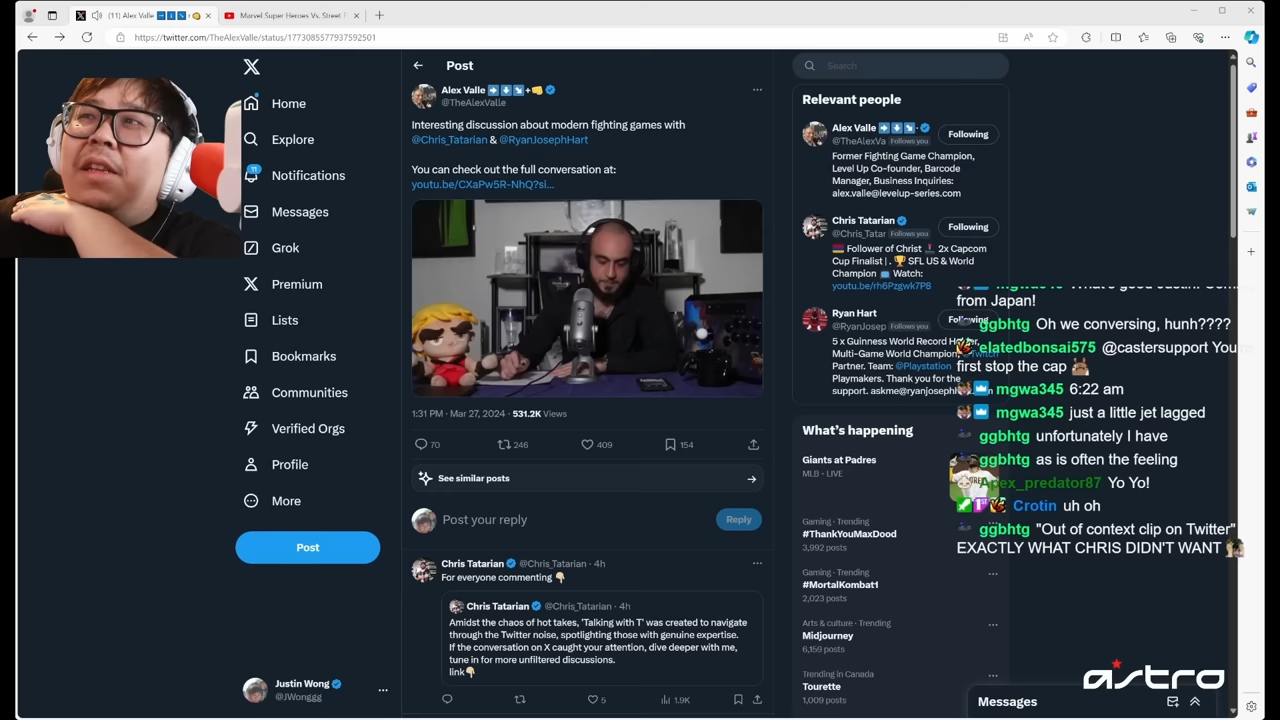 (11) Alex Valle
Marvel Super Heroes Vs. Street F
https://twitter.com/TheAlexValle/status/1773085577937592501
Home
Explore
11
Notifications
Messages
Grok
Premium
Lists
Bookmarks
Communities
Verified Orgs
Profile
More
Post
Justin Wong
@JWonggg
Post
Alex Valle ➡️⬇️↘️+👊
@TheAlexValle
Interesting discussion about modern fighting games with
@Chris_Tatarian & @RyanJosephHart
You can check out the full conversation at:
youtu.be/CXaPw5R-NhQ?si...
1:31 PM · Mar 27, 2024 · 531.2K Views
70
246
409
154
See similar posts
Post your reply
Reply
Chris Tatarian @Chris_Tatarian · 4h
For everyone commenting 👇🏻
Chris Tatarian @Chris_Tatarian · 4h
Amidst the chaos of hot takes, 'Talking with T' was created to navigate
through the Twitter noise, spotlighting those with genuine expertise.
If the conversation on X caught your attention, dive deeper with me,
tune in for more unfiltered discussions.
link👇🏻
5
1.9K
Search
Relevant people
Alex Valle ➡️⬇️↘️
@TheAlexVa Follows you
Following
Former Fighting Game Champion,
Level Up Co-founder, Barcode
Manager, Business Inquiries:
alex.valle@levelup-series.com
Chris Tatarian
@Chris_Tatar Follows you
Following
🇦🇲 Follower of Christ 🕹️ 2x Capcom
Cup Finalist | . 🏆 SFL US & World
Champion 📺 Watch:
youtu.be/rh6Pzgwk7P8
Ryan Hart
@RyanJosep Follows you
Following
5 x Guinness World Record H
Multi-Game World Champion,
Partner. Team: @Playstation
Playmakers. Thank you for the
support. askme@ryanjoseph
What's happening
Giants at Padres
MLB · LIVE
Gaming · Trending
#ThankYouMaxDood
3,992 posts
Gaming · Trending
#MortalKombat1
2,023 posts
Arts & culture · Trending
Midjourney
6,159 posts
Trending in Canada
Tourette
1,009 posts
Messages
from Japan!
ggbhtg Oh we conversing, hunh????
elatedbonsai575 @castersupport You're
first stop the cap
mgwa345 6:22 am
mgwa345 just a little jet lagged
ggbhtg unfortunately I have
ggbhtg as is often the feeling
Apex_predator87 Yo Yo!
Crotin uh oh
ggbhtg "Out of context clip on Twitter"
EXACTLY WHAT CHRIS DIDN'T WANT
astro